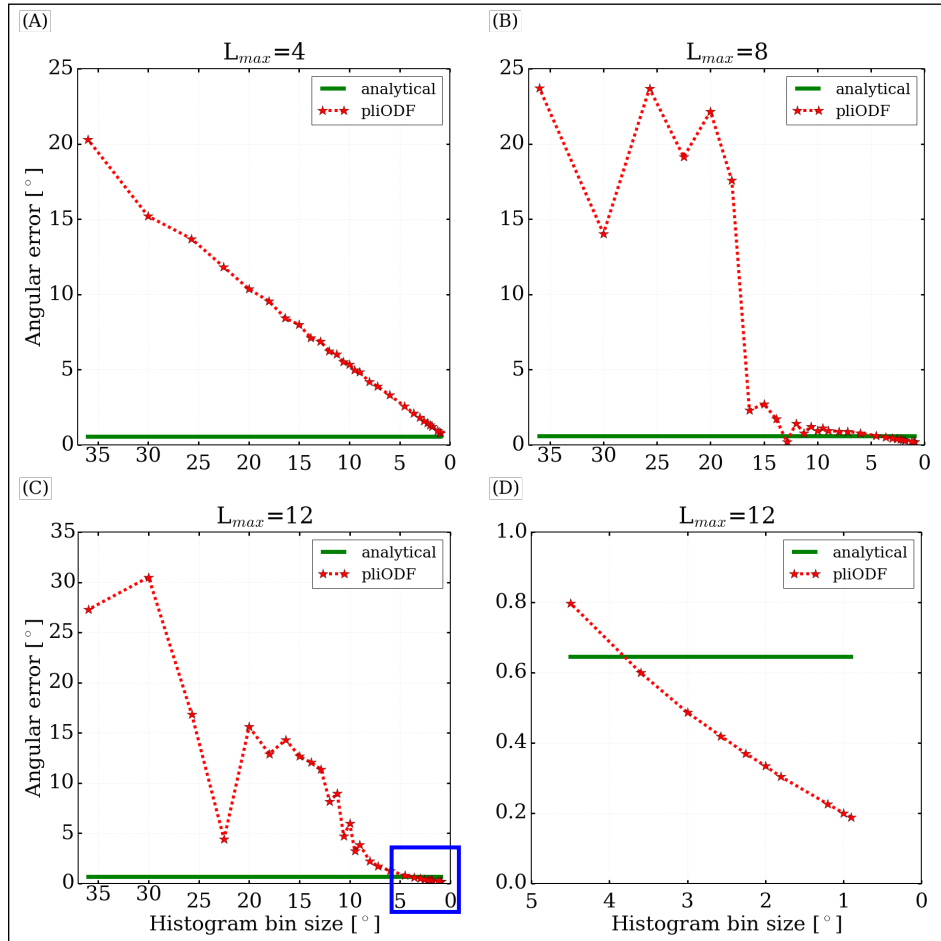 (A)
L_max=4
Angular error [°]
25
20
15
10
5
0
35 30 25 20 15 10 5 0
analytical
pliODF
(B)
L_max=8
25
20
15
10
5
0
35 30 25 20 15 10 5 0
analytical
pliODF
(C)
L_max=12
Angular error [°]
35
30
25
20
15
10
5
0
35 30 25 20 15 10 5 0
Histogram bin size [°]
analytical
pliODF
(D)
L_max=12
1.0
0.8
0.6
0.4
0.2
0.0
5 4 3 2 1 0
Histogram bin size [°]
analytical
pliODF